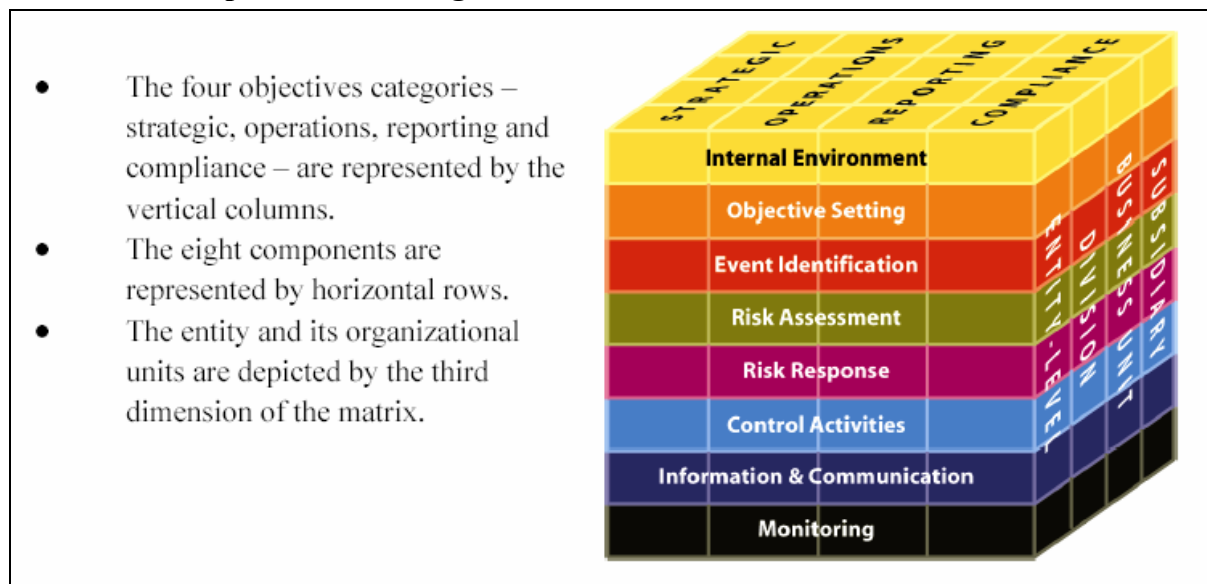 • The four objectives categories –
strategic, operations, reporting and
compliance – are represented by the
vertical columns.
• The eight components are
represented by horizontal rows.
• The entity and its organizational
units are depicted by the third
dimension of the matrix.
STRATEGIC
OPERATIONS
REPORTING
COMPLIANCE
Internal Environment
Objective Setting
Event Identification
Risk Assessment
Risk Response
Control Activities
Information & Communication
Monitoring
ENTITY-LEVEL
DIVISION
BUSINESS UNIT
SUBSIDIARY